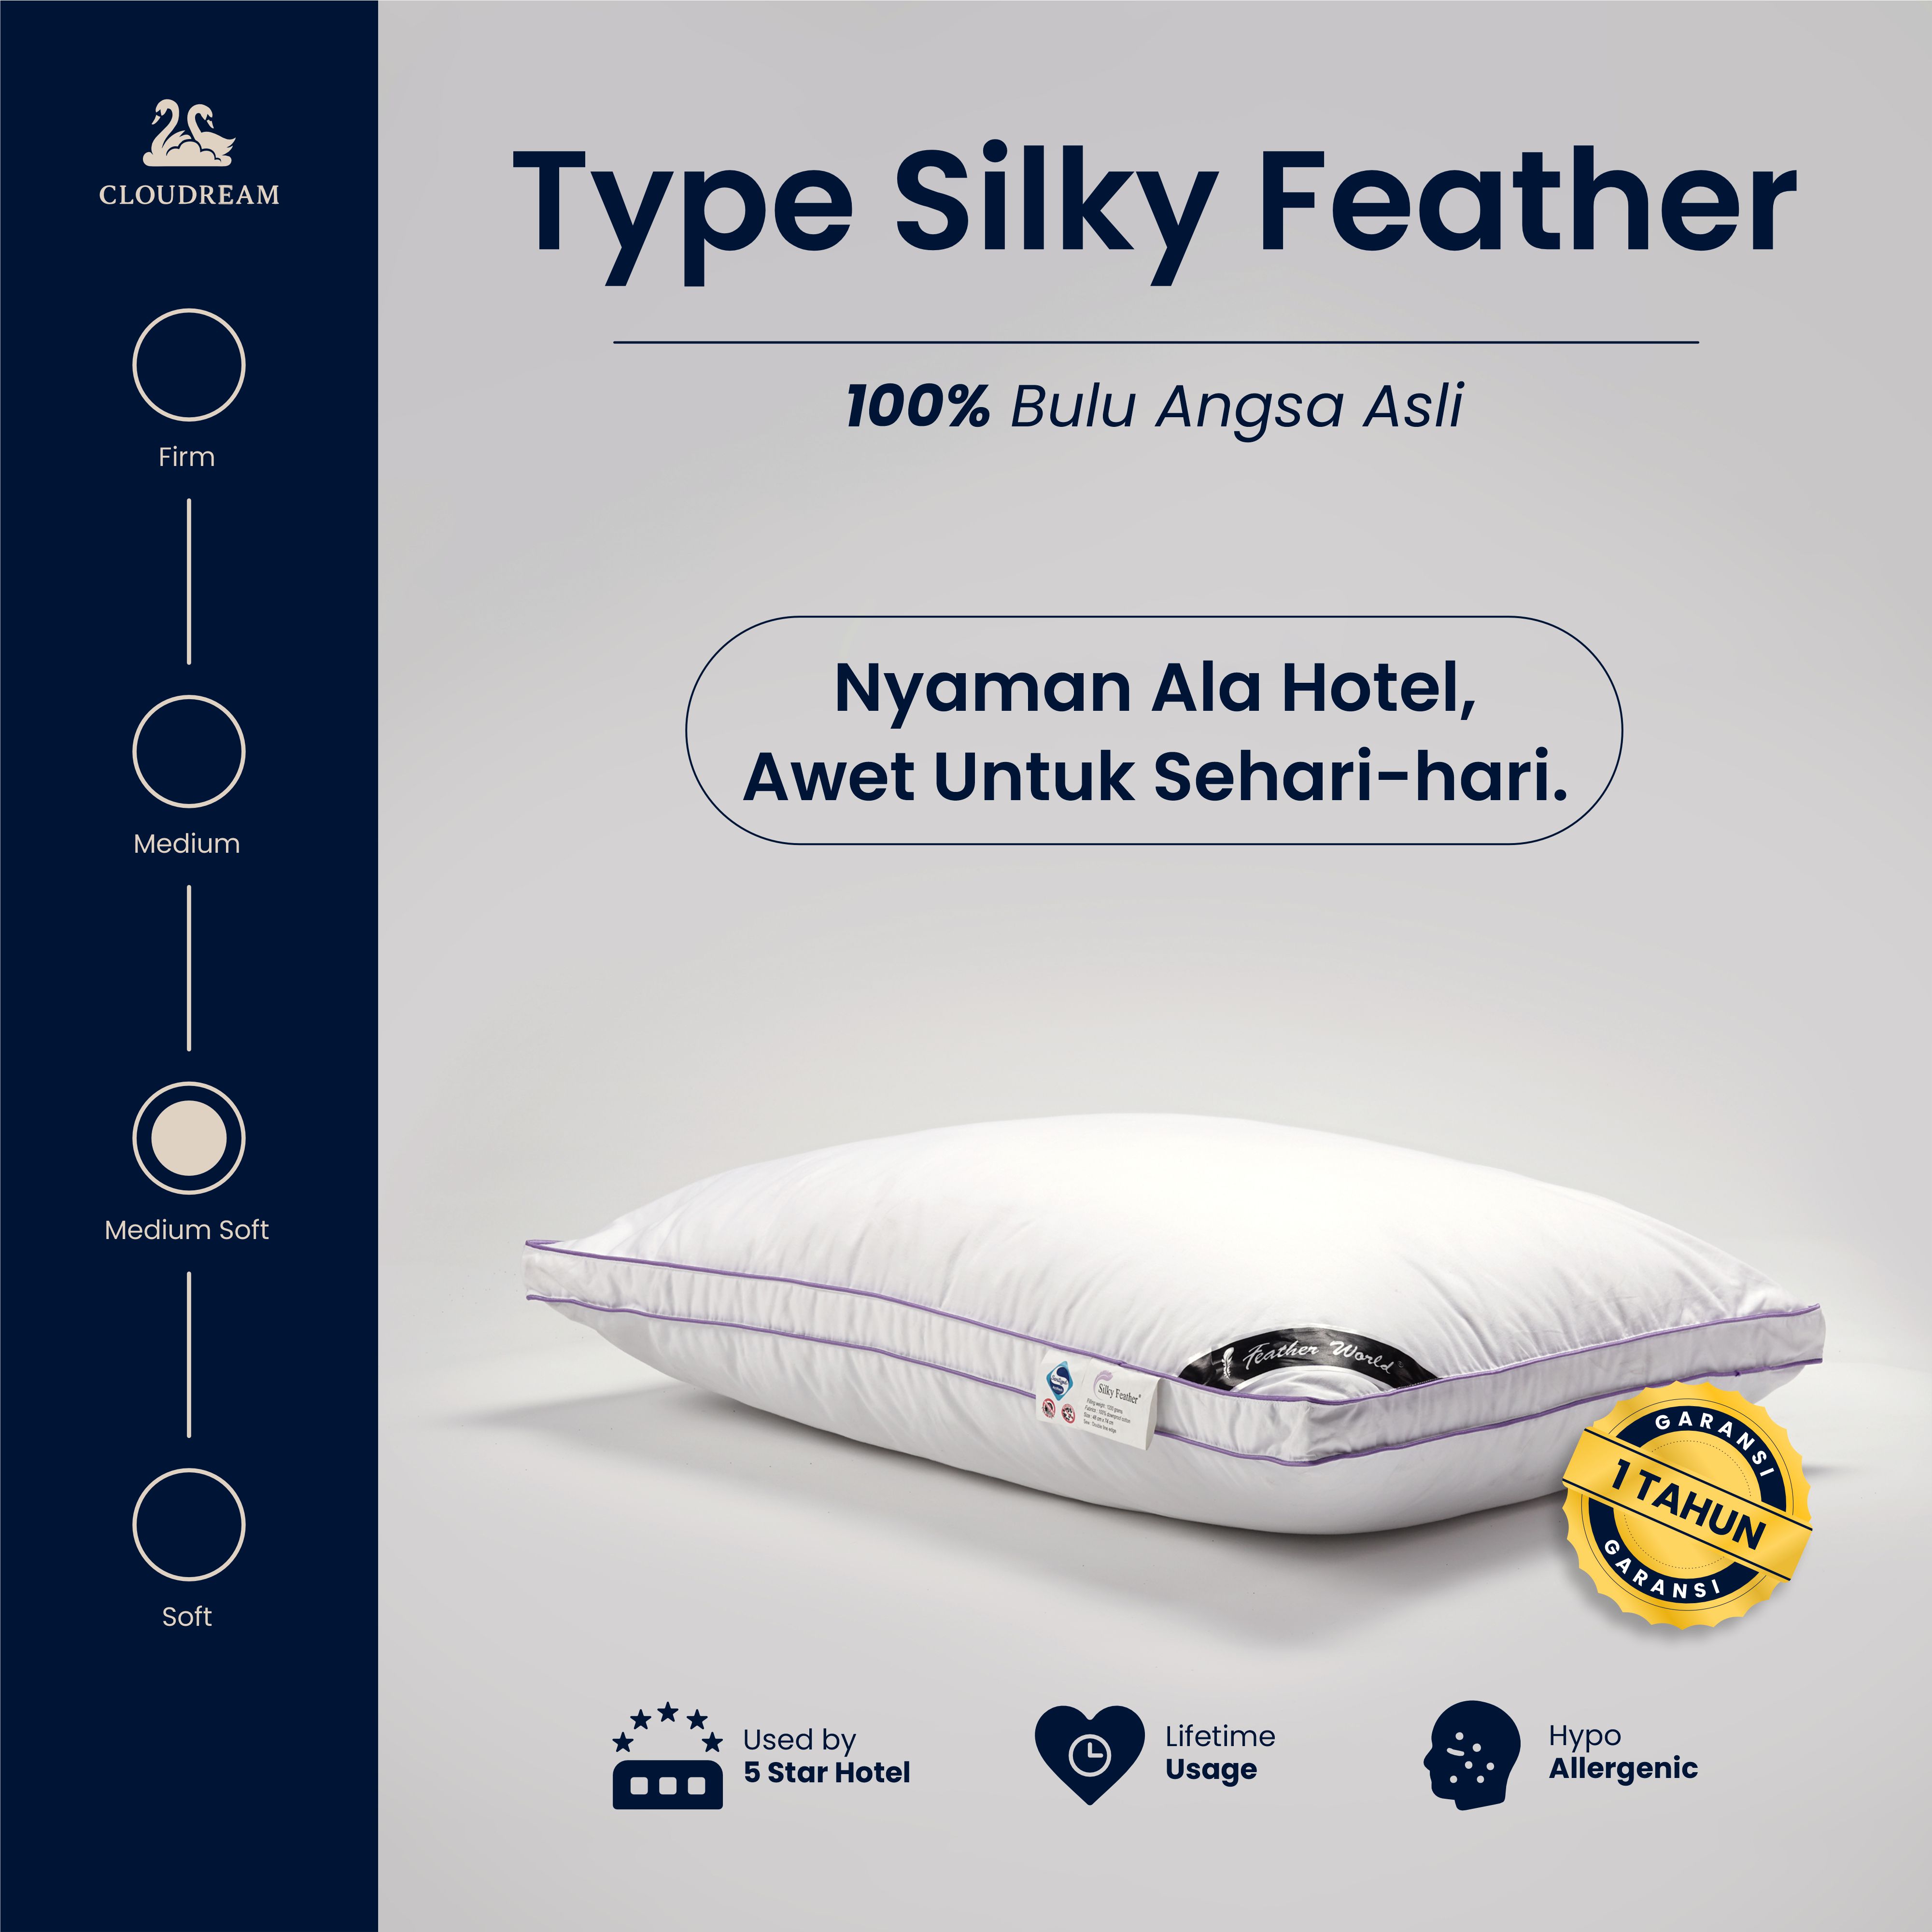 CLOUDREAM
Firm
Medium
Medium Soft
Soft
Type Silky Feather
100% Bulu Angsa Asli
Nyaman Ala Hotel,
Awet Untuk Sehari-hari.
Feather World
Silky Feather
GARANSI
1 TAHUN
GARANSI
Used by
5 Star Hotel
Lifetime
Usage
Hypo
Allergenic